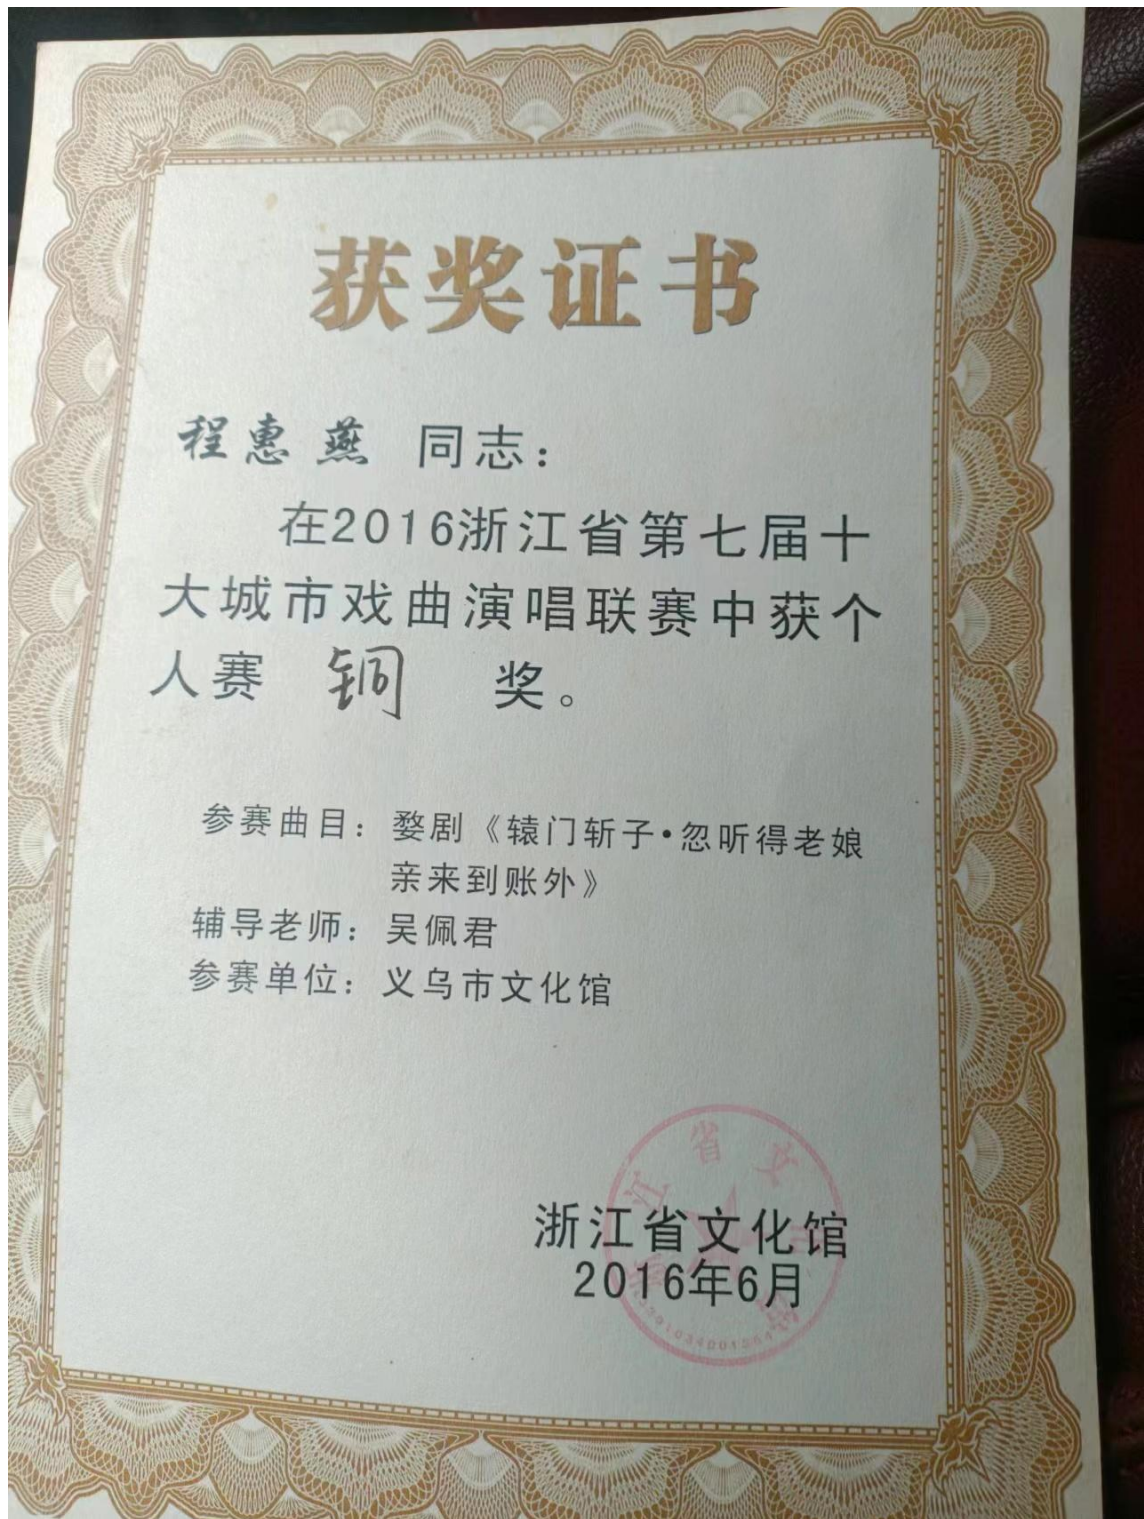 获奖证书
程惠燕 同志：
在2016浙江省第七届十
大城市戏曲演唱联赛中获个
人赛 铜 奖。
参赛曲目：婺剧《辕门斩子•忽听得老娘
亲来到账外》
辅导老师：吴佩君
参赛单位：义乌市文化馆
浙江省文化馆
2016年6月